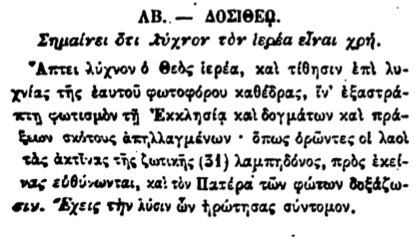 ΛΒ. — ΔΟΣΙΘΕῼ.
Σημαίνει ὅτι λύχνον τὸν ἱερέα εἶναι χρή.
Ἅπτει λύχνον ὁ Θεὸς ἱερέα, καὶ τίθησιν ἐπὶ λυ-
χνίας τῆς ἑαυτοῦ φωτοφόρου καθέδρας, ἵν' ἐξαστρά-
πτῃ φωτισμὸν τῇ Ἐκκλησίᾳ καὶ δογμάτων καὶ πρά-
ξεων σκότους ἀπηλλαγμένων · ὅπως ὁρῶντες οἱ λαοὶ
τὰς ἀκτῖνας τῆς ζωτικῆς (31) λαμπηδόνος, πρὸς ἐκεί-
νας εὐθύνωνται, καὶ τὸν Πατέρα τῶν φώτων δοξάζω-
σιν. Ἔχεις τὴν λύσιν ὧν ἠρώτησας σύντομον.